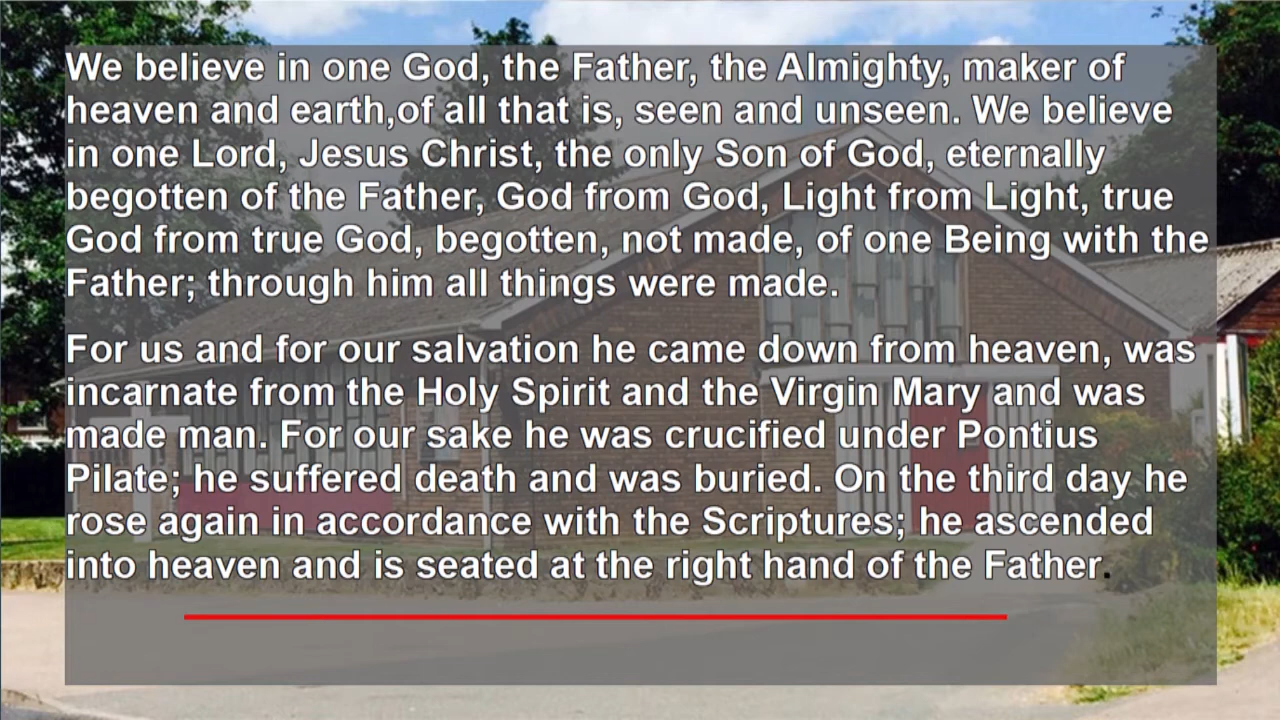 We believe in one God, the Father, the Almighty, maker of
heaven and earth,of all that is, seen and unseen. We believe
in one Lord, Jesus Christ, the only Son of God, eternally
begotten of the Father, God from God, Light from Light, true
God from true God, begotten, not made, of one Being with the
Father; through him all things were made.
For us and for our salvation he came down from heaven, was
incarnate from the Holy Spirit and the Virgin Mary and was
made man. For our sake he was crucified under Pontius
Pilate; he suffered death and was buried. On the third day he
rose again in accordance with the Scriptures; he ascended
into heaven and is seated at the right hand of the Father.